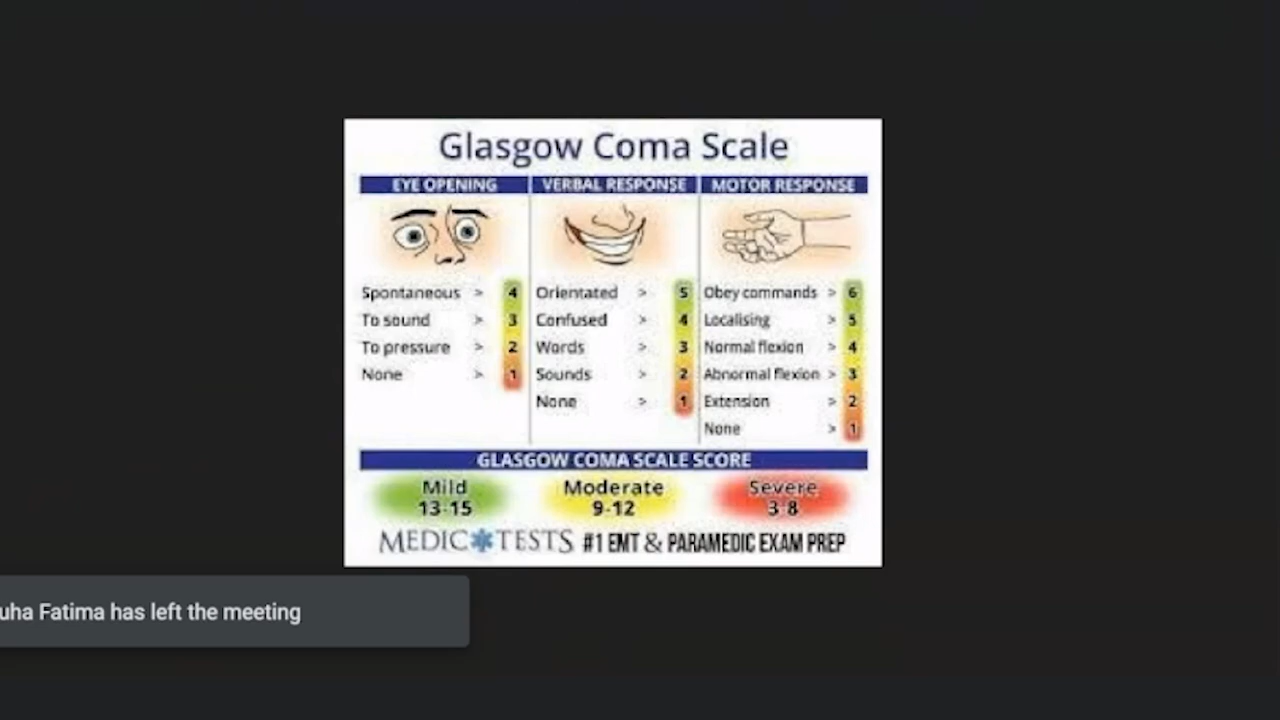 Glasgow Coma Scale
EYE OPENING
Spontaneous > 4
To sound > 3
To pressure > 2
None > 1
VERBAL RESPONSE
Orientated > 5
Confused > 4
Words > 3
Sounds > 2
None > 1
MOTOR RESPONSE
Obey commands > 6
Localising > 5
Normal flexion > 4
Abnormal flexion > 3
Extension > 2
None > 1
GLASGOW COMA SCALE SCORE
Mild
13-15
Moderate
9-12
Severe
3-8
MEDIC TESTS #1 EMT & PARAMEDIC EXAM PREP
uha Fatima has left the meeting